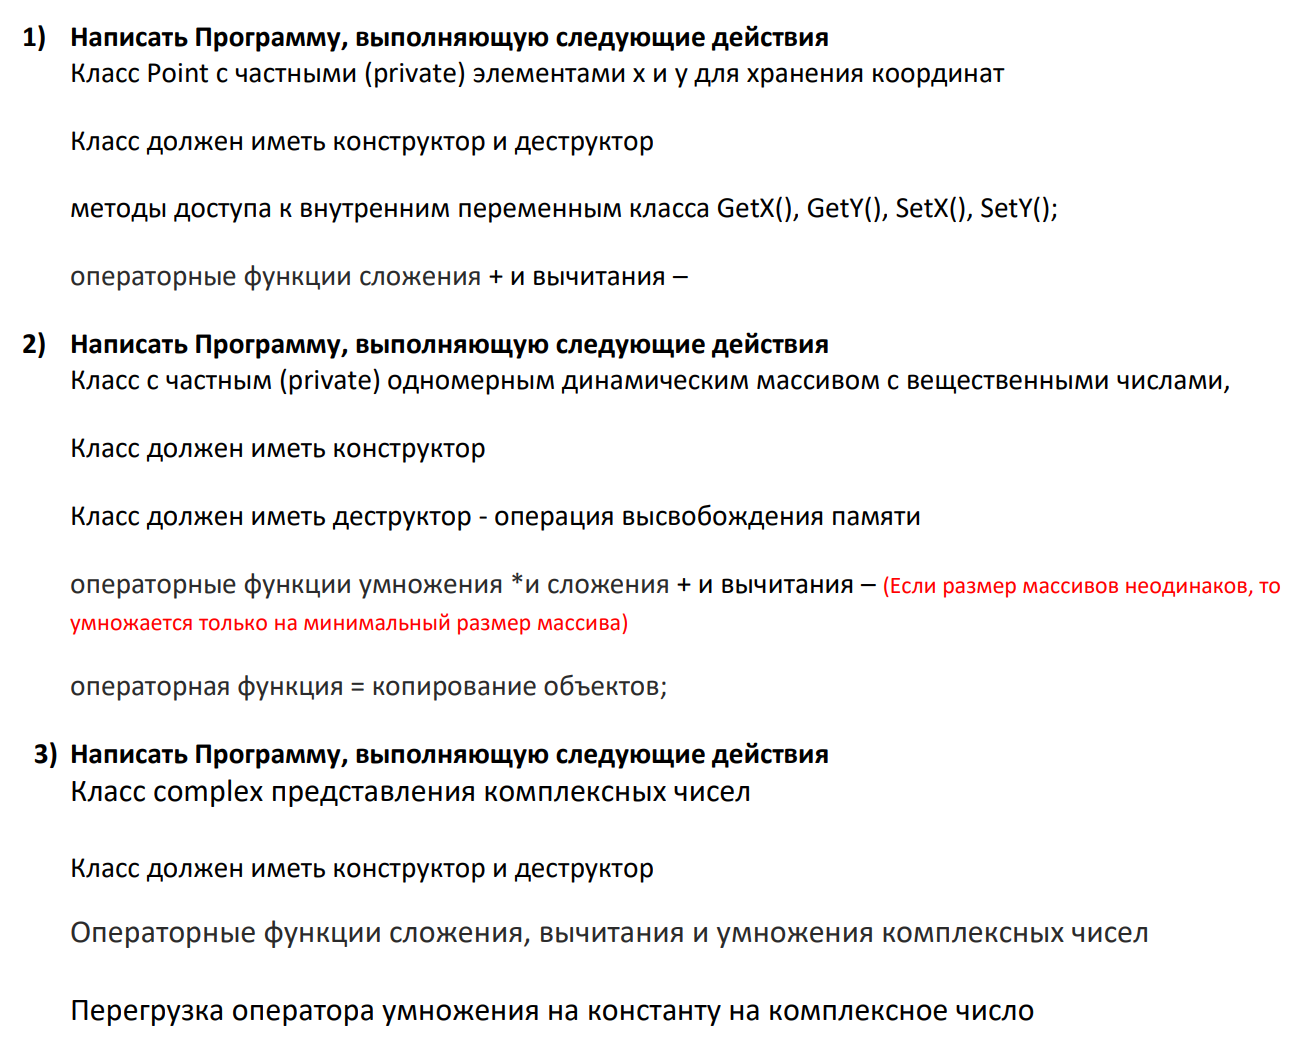 1) Написать Программу, выполняющую следующие действия
Класс Point с частными (private) элементами x и y для хранения координат
Класс должен иметь конструктор и деструктор
методы доступа к внутренним переменным класса GetX(), GetY(), SetX(), SetY();
операторные функции сложения + и вычитания –
2) Написать Программу, выполняющую следующие действия
Класс с частным (private) одномерным динамическим массивом с вещественными числами,
Класс должен иметь конструктор
Класс должен иметь деструктор - операция высвобождения памяти
операторные функции умножения *и сложения + и вычитания – (Если размер массивов неодинаков, то
умножается только на минимальный размер массива)
операторная функция = копирование объектов;
3) Написать Программу, выполняющую следующие действия
Класс complex представления комплексных чисел
Класс должен иметь конструктор и деструктор
Операторные функции сложения, вычитания и умножения комплексных чисел
Перегрузка оператора умножения на константу на комплексное число